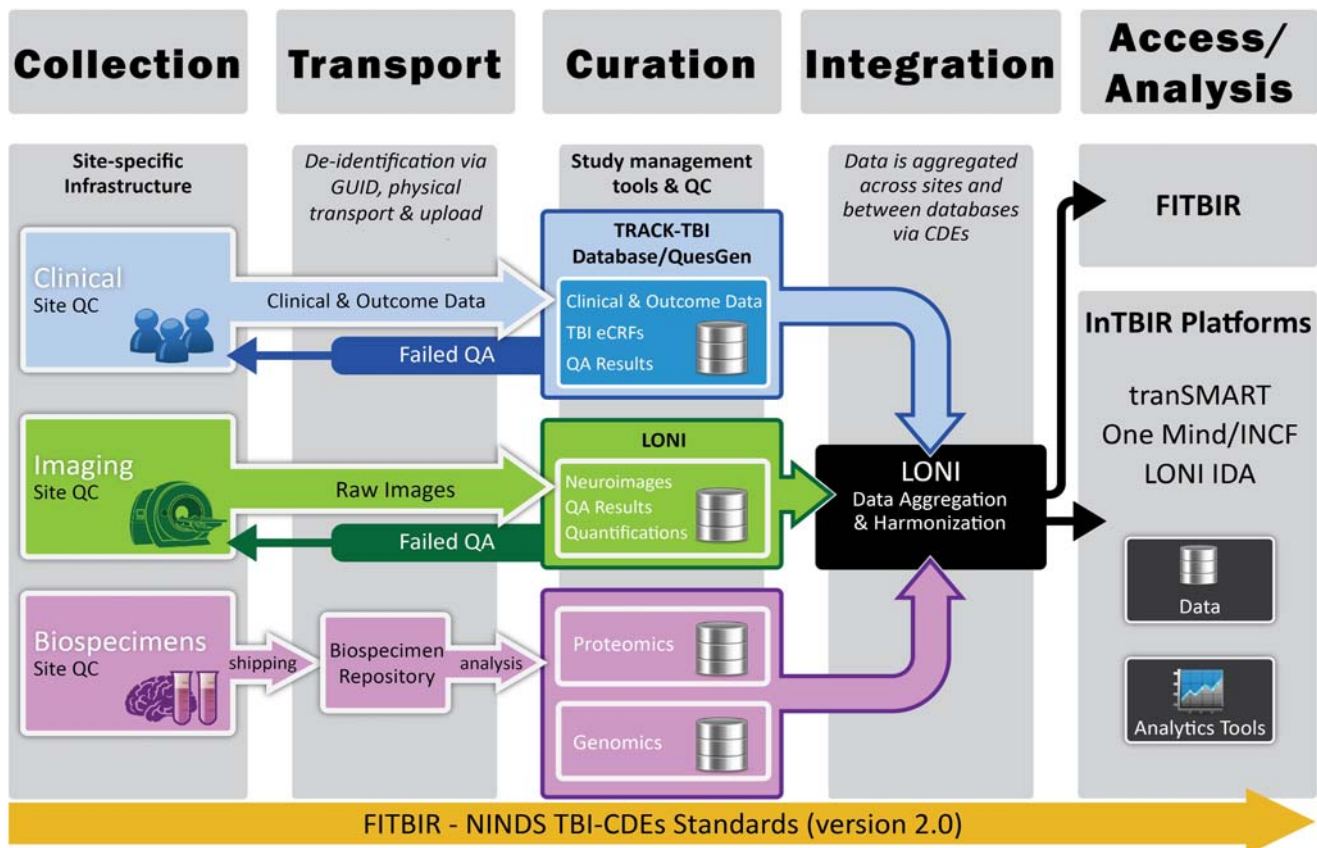 Collection
Transport
Curation
Integration
Access/
Analysis
Site-specific
Infrastructure
De-identification via
GUID, physical
transport & upload
Study management
tools & QC
Data is aggregated
across sites and
between databases
via CDEs
Clinical
Site QC
Clinical & Outcome Data
Failed QA
TRACK-TBI
Database/QuesGen
Clinical & Outcome Data
TBI eCRFs
QA Results
Imaging
Site QC
Raw Images
Failed QA
LONI
Neuroimages
QA Results
Quantifications
LONI
Data Aggregation
& Harmonization
Biospecimens
Site QC
shipping
Biospecimen
Repository
analysis
Proteomics
Genomics
FITBIR
InTBIR Platforms
tranSMART
One Mind/INCF
LONI IDA
Data
Analytics Tools
FITBIR - NINDS TBI-CDEs Standards (version 2.0)